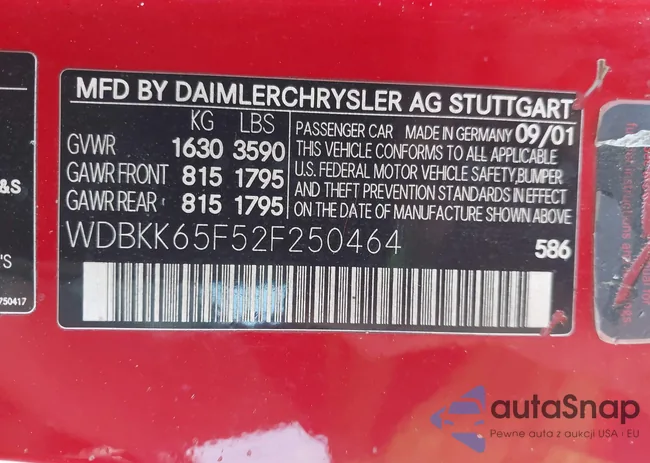 MFD BY DAIMLERCHRYSLER AG STUTTGART
KG LBS
GVWR 1630 3590
GAWR FRONT 815 1795
GAWR REAR 815 1795
PASSENGER CAR MADE IN GERMANY 09/01
THIS VEHICLE CONFORMS TO ALL APPLICABLE
U.S. FEDERAL MOTOR VEHICLE SAFETY,BUMPER
AND THEFT PREVENTION STANDARDS IN EFFECT
ON THE DATE OF MANUFACTURE SHOWN ABOVE
WDBKK65F52F250464
586
&S
'S
750417
autaSnap
Pewne auta z aukcji USA i EU